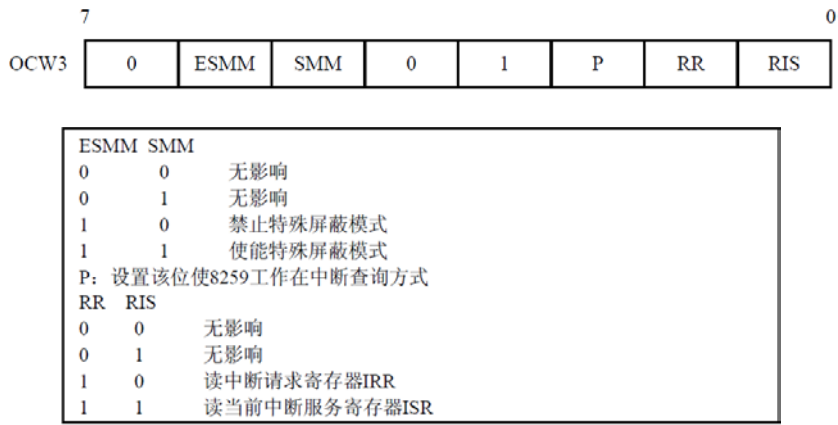 7 0
OCW3 0 ESMM SMM 0 1 P RR RIS
ESMM SMM
0 0 无影响
0 1 无影响
1 0 禁止特殊屏蔽模式
1 1 使能特殊屏蔽模式
P：设置该位使8259工作在中断查询方式
RR RIS
0 0 无影响
0 1 无影响
1 0 读中断请求寄存器IRR
1 1 读当前中断服务寄存器ISR